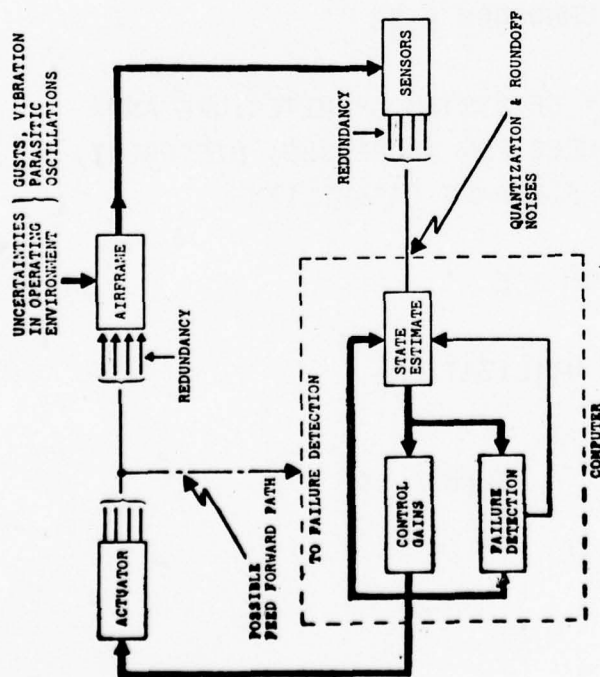 UNCERTAINTIES
IN OPERATING
ENVIRONMENT
GUSTS, VIBRATION
PARASITIC
OSCILLATIONS
ACTUATOR
AIRFRAME
REDUNDANCY
SENSORS
REDUNDANCY
POSSIBLE
FEED FORWARD PATH
TO FAILURE DETECTION
QUANTIZATION & ROUNDOFF
NOISES
CONTROL
GAINS
STATE
ESTIMATE
FAILURE
DETECTION
COMPUTER